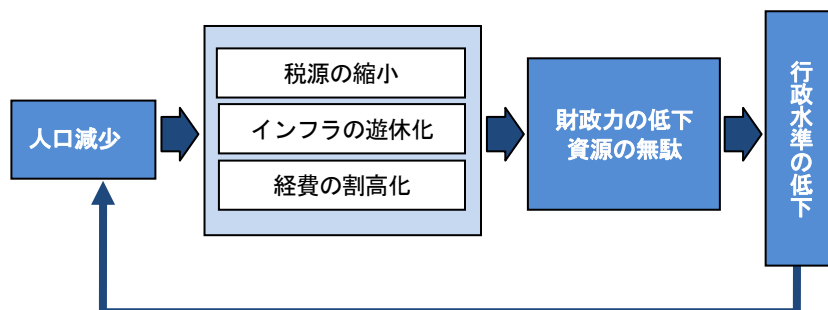 人口減少
税源の縮小
インフラの遊休化
経費の割高化
財政力の低下
資源の無駄
行政水準の低下